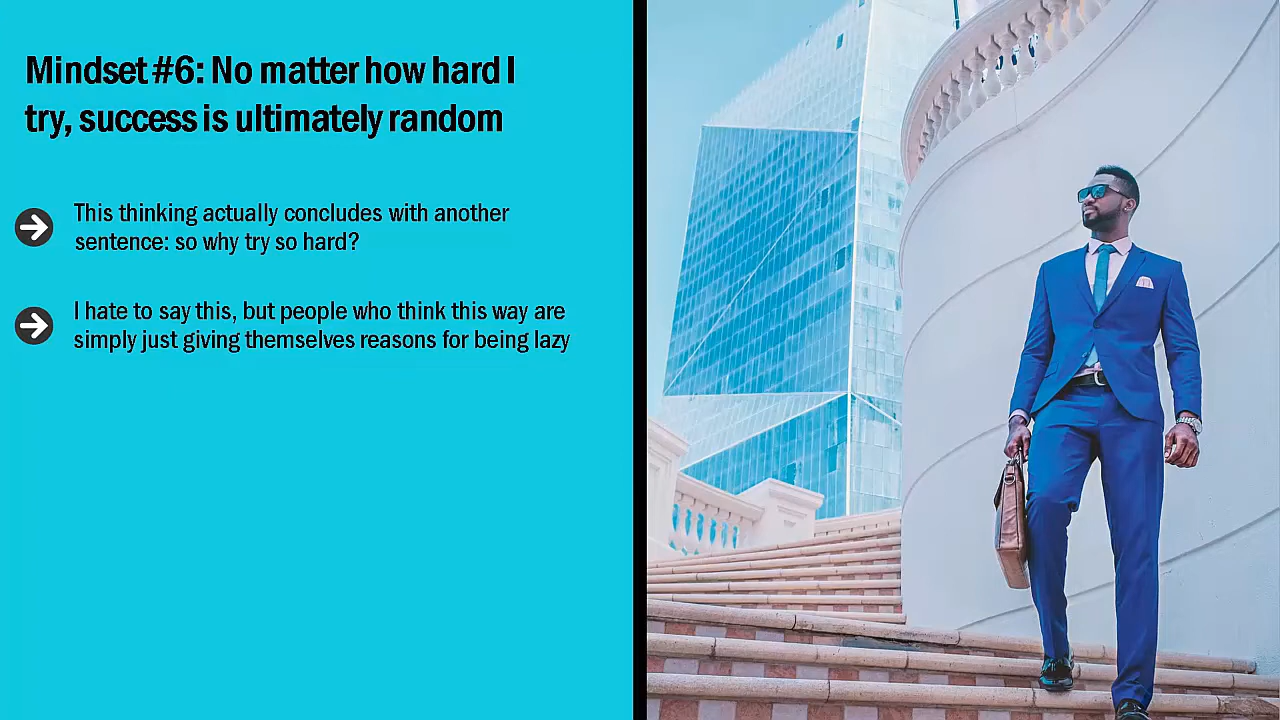 Mindset #6: No matter how hard I
try, success is ultimately random
This thinking actually concludes with another
sentence: so why try so hard?
I hate to say this, but people who think this way are
simply just giving themselves reasons for being lazy